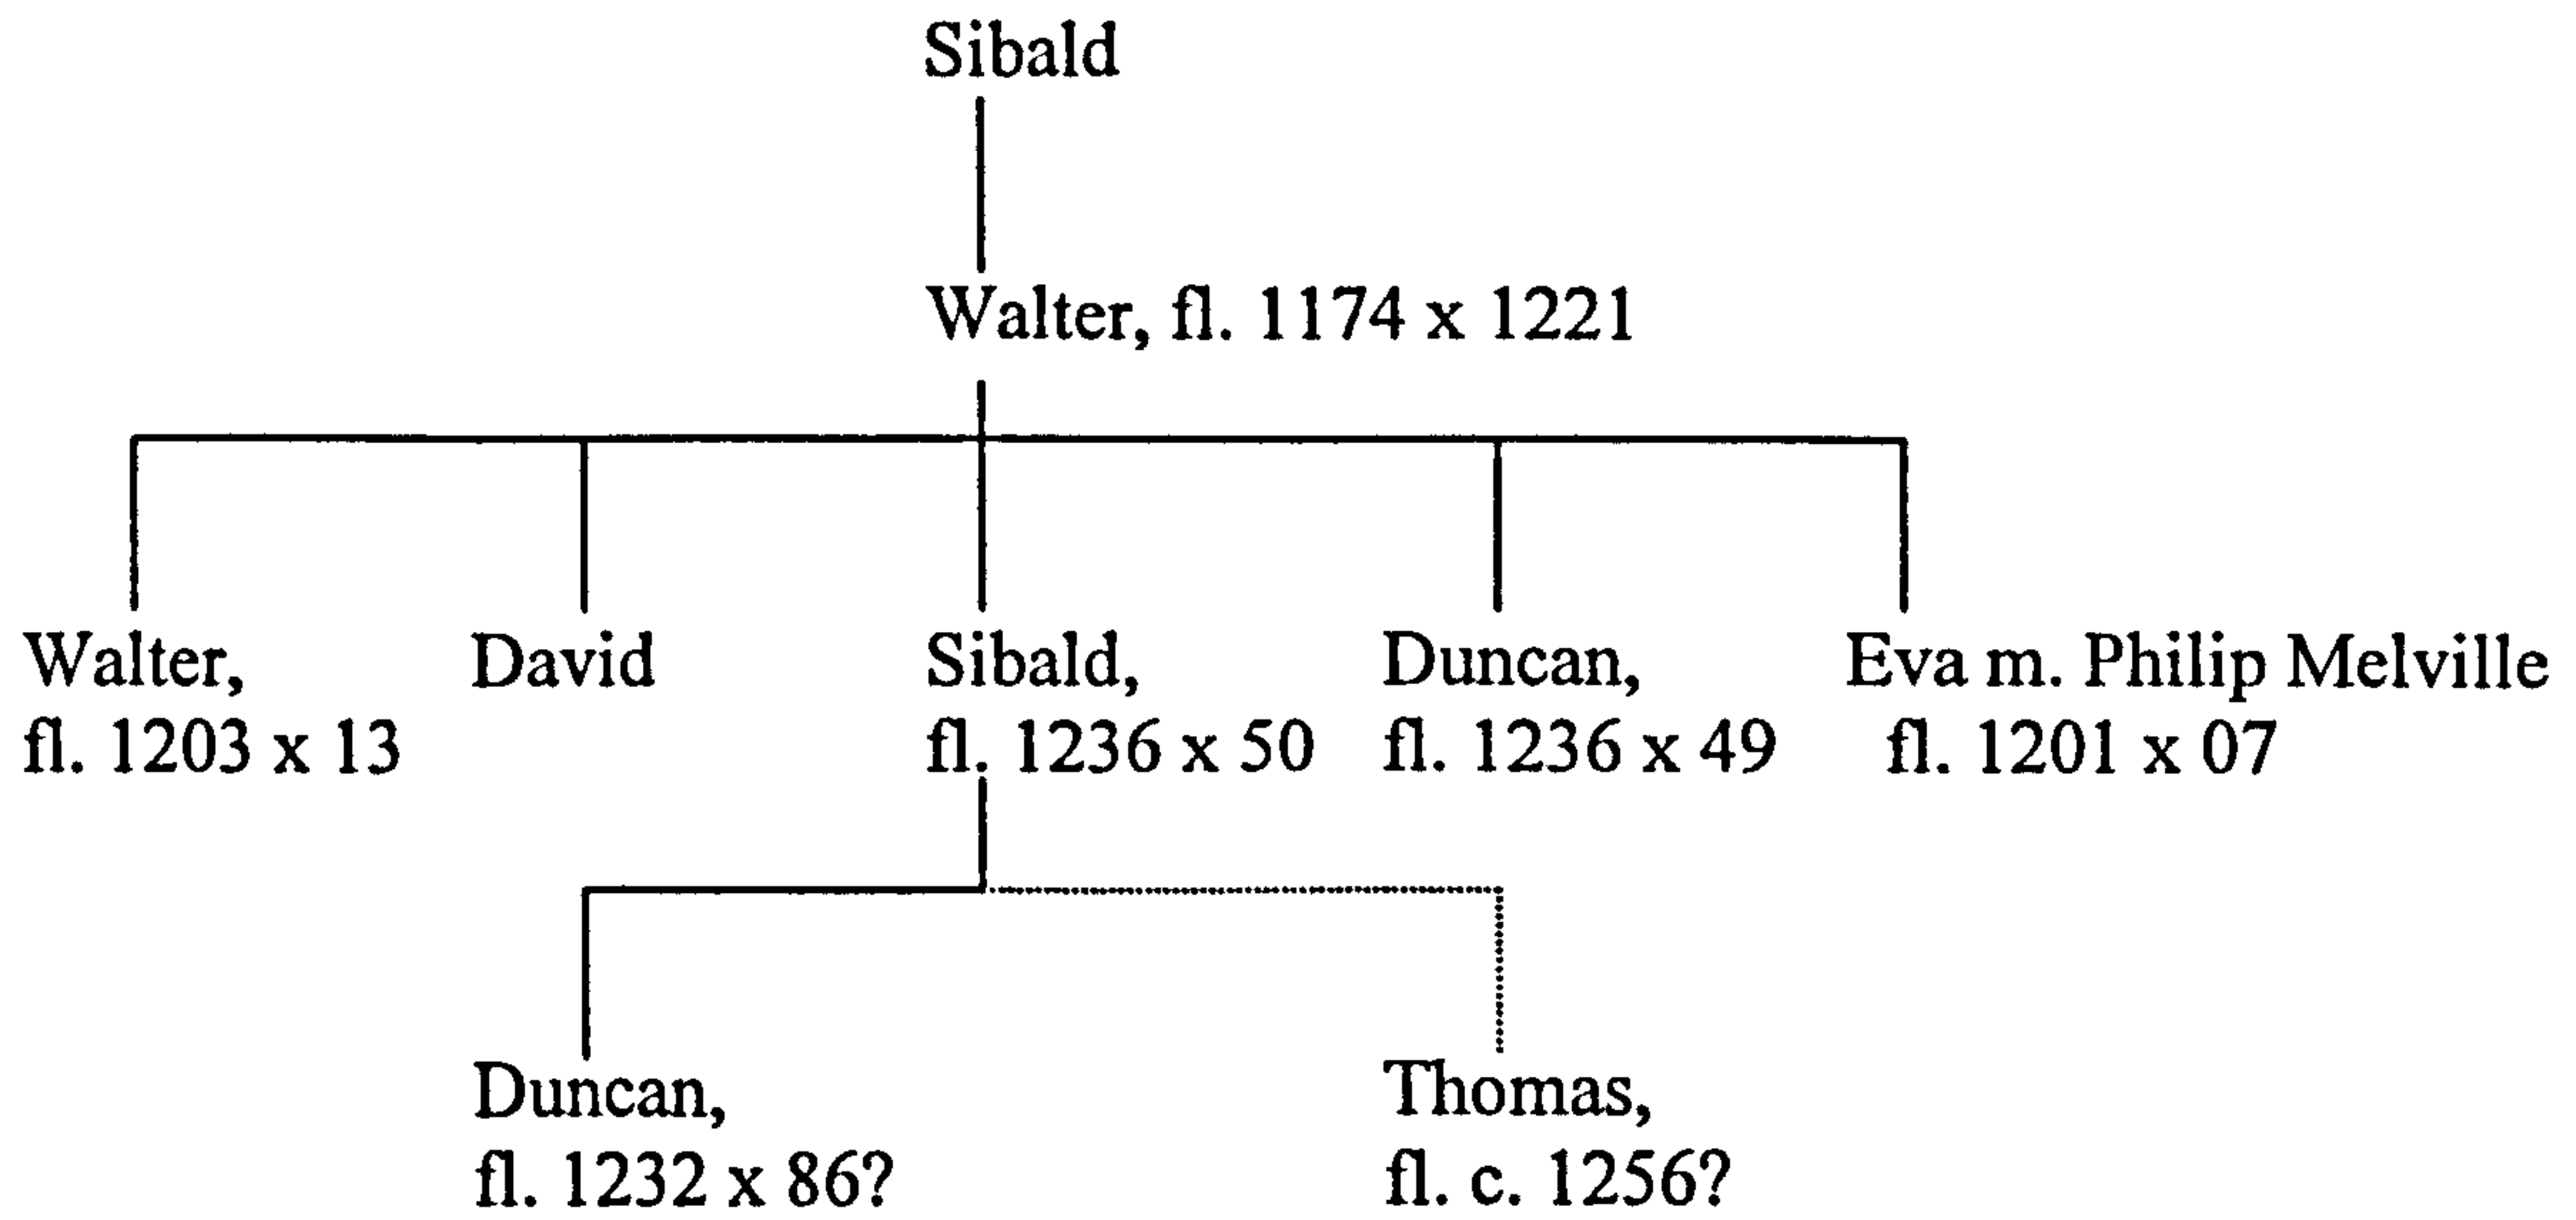 Sibald
Walter, fl. 1174 x 1221
Walter,
fl. 1203 x 13
David
Sibald,
fl. 1236 x 50
Duncan,
fl. 1236 x 49
Eva m. Philip Melville
fl. 1201 x 07
Duncan,
fl. 1232 x 86?
Thomas,
fl. c. 1256?